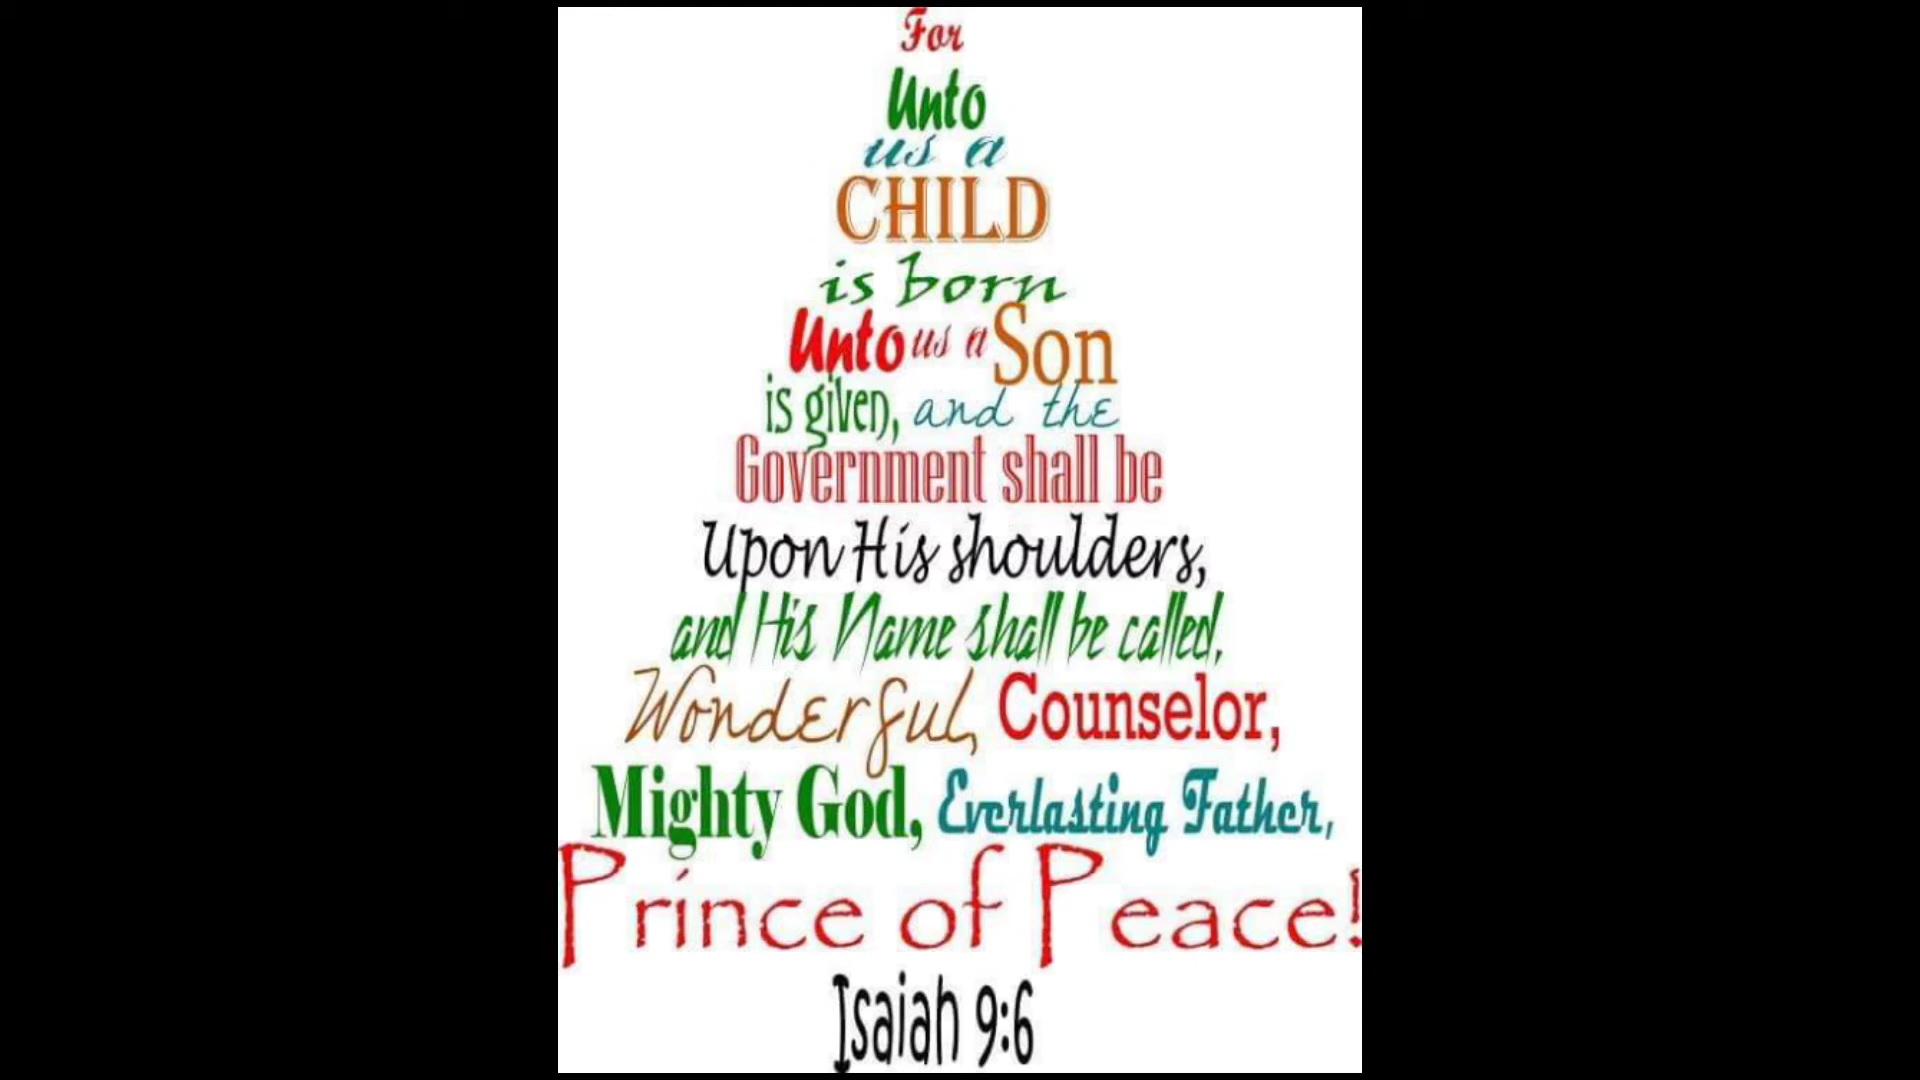 For
Unto
us a
CHILD
is born
Unto us a Son
is given, and the
Government shall be
Upon His shoulders,
and His Name shall be called,
Wonderful, Counselor,
Mighty God, Everlasting Father,
Prince of Peace!
Isaiah 9:6